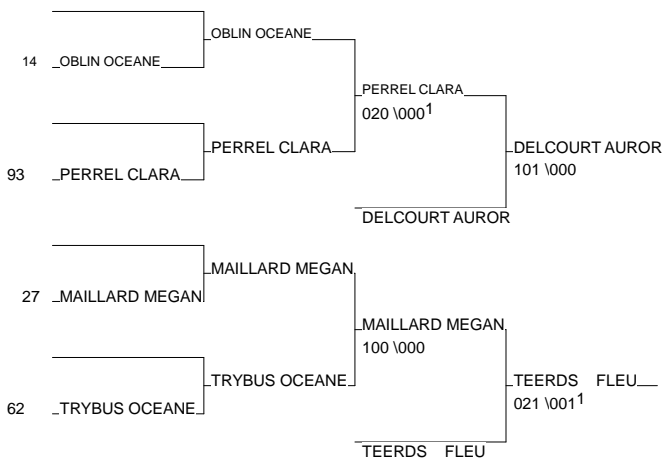 OBLIN OCEANE
14 OBLIN OCEANE
PERREL CLARA
020 \000¹
PERREL CLARA
DELCOURT AUROR
101 \000
93 PERREL CLARA
DELCOURT AUROR
MAILLARD MEGAN
27 MAILLARD MEGAN
MAILLARD MEGAN
100 \000
TRYBUS OCEANE
TEERDS FLEU
021 \001¹
62 TRYBUS OCEANE
TEERDS FLEU